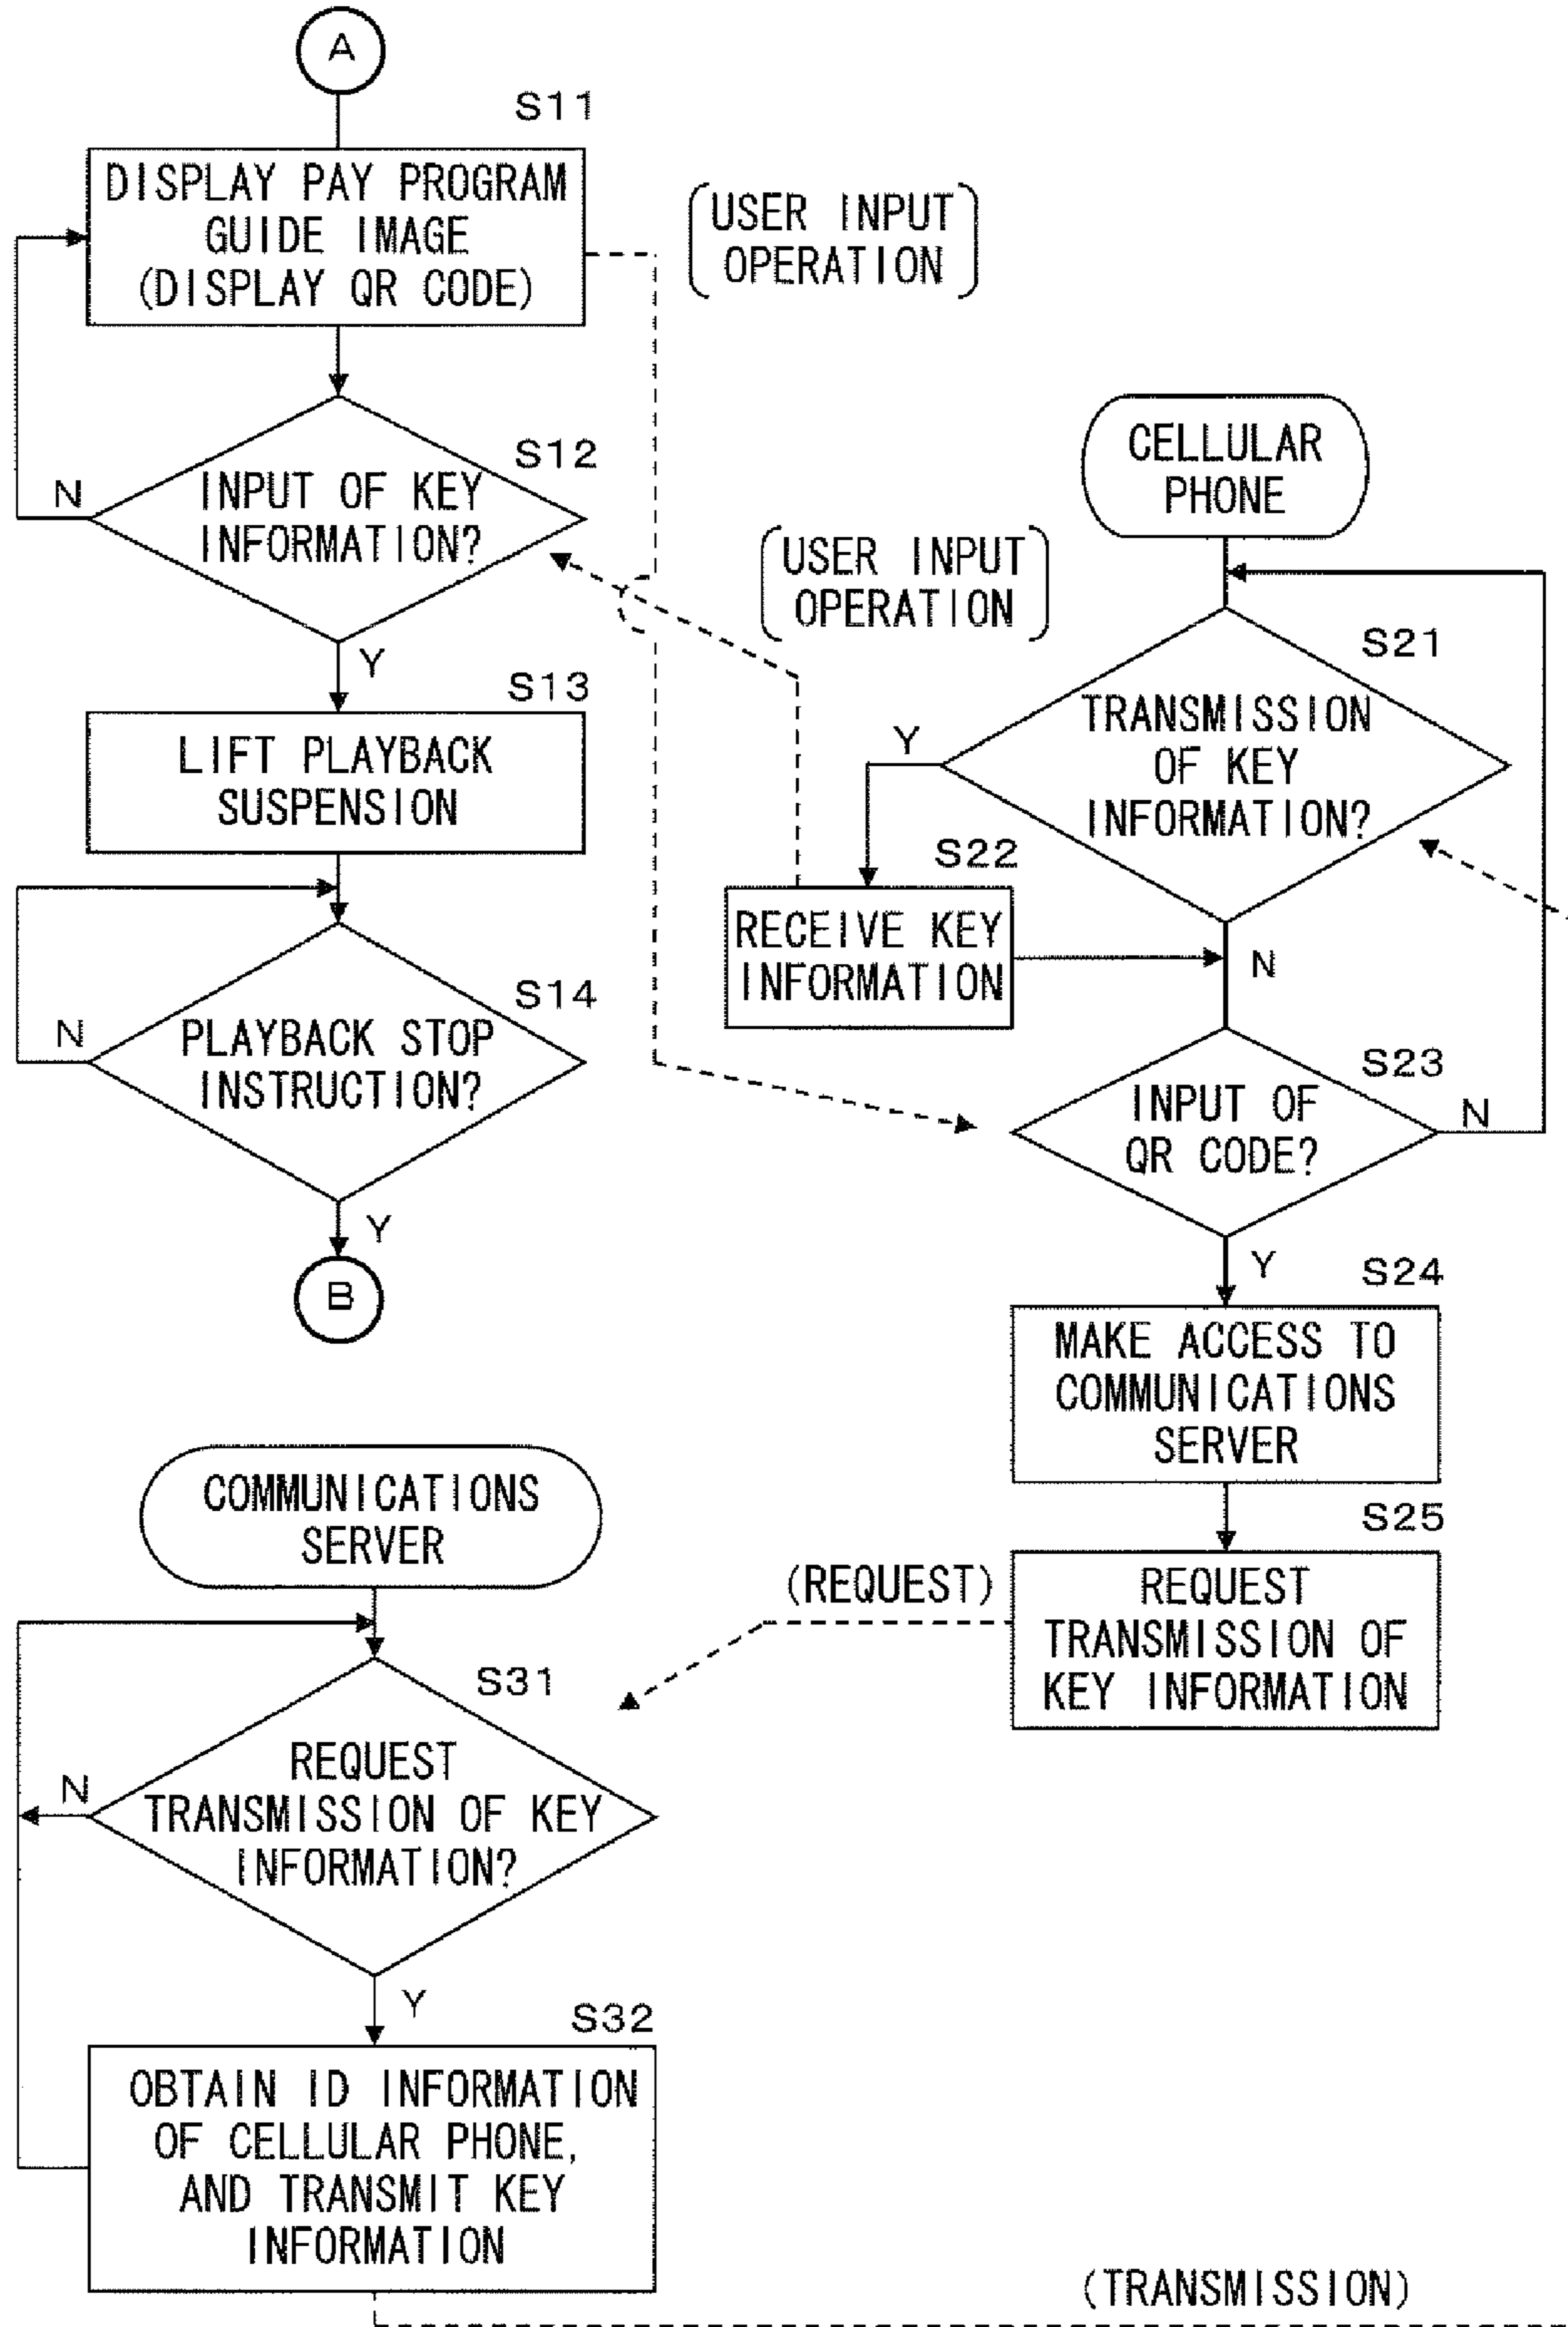 A
S11
DISPLAY PAY PROGRAM
GUIDE IMAGE
(DISPLAY QR CODE)
(USER INPUT
OPERATION)
S12
INPUT OF KEY
INFORMATION?
N
Y
S13
LIFT PLAYBACK
SUSPENSION
S14
PLAYBACK STOP
INSTRUCTION?
N
Y
B
CELLULAR
PHONE
(USER INPUT
OPERATION)
S21
TRANSMISSION
OF KEY
INFORMATION?
Y
S22
RECEIVE KEY
INFORMATION
N
S23
INPUT OF
QR CODE?
N
Y
S24
MAKE ACCESS TO
COMMUNICATIONS
SERVER
S25
REQUEST
TRANSMISSION OF
KEY INFORMATION
(REQUEST)
COMMUNICATIONS
SERVER
S31
REQUEST
TRANSMISSION OF KEY
INFORMATION?
N
Y
S32
OBTAIN ID INFORMATION
OF CELLULAR PHONE,
AND TRANSMIT KEY
INFORMATION
(TRANSMISSION)